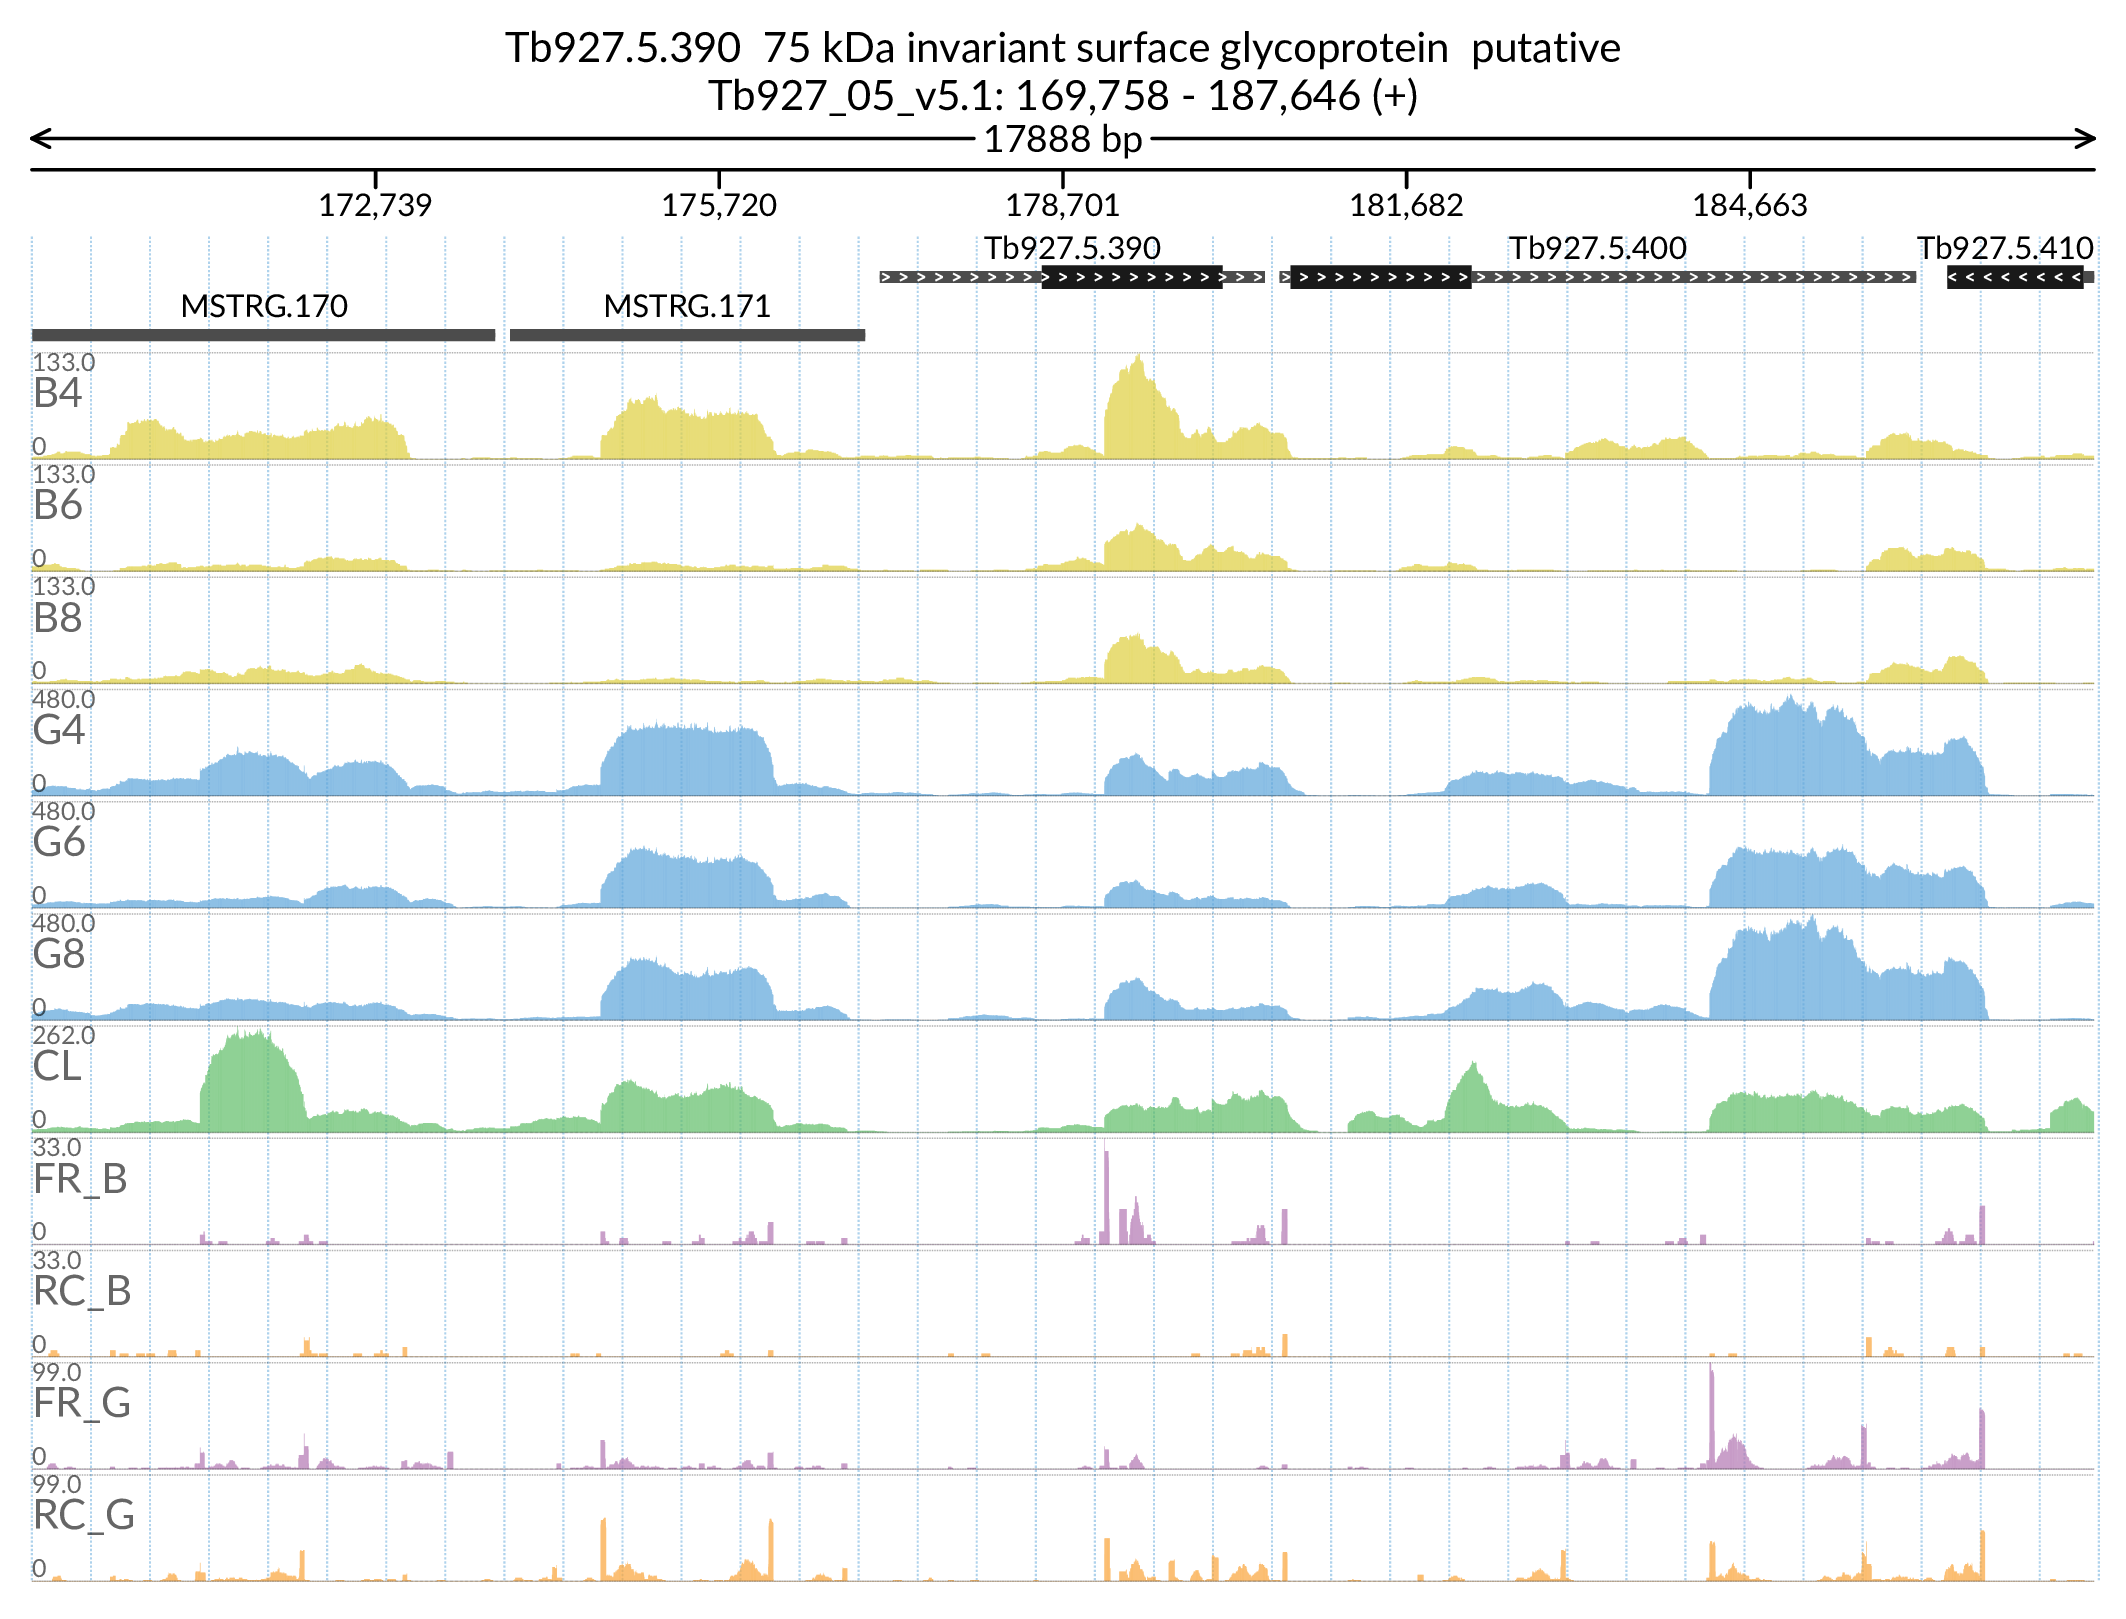 Tb927.5.390  75 kDa invariant surface glycoprotein  putative
Tb927_05_v5.1: 169,758 - 187,646 (+)
17888 bp
172,739 175,720 178,701 181,682 184,663
Tb927.5.390 Tb927.5.400 Tb927.5.410
MSTRG.170 MSTRG.171
133.0
B4
0
133.0
B6
0
133.0
B8
0
480.0
G4
0
480.0
G6
0
480.0
G8
0
262.0
CL
0
33.0
FR_B
0
33.0
RC_B
0
99.0
FR_G
0
99.0
RC_G
0